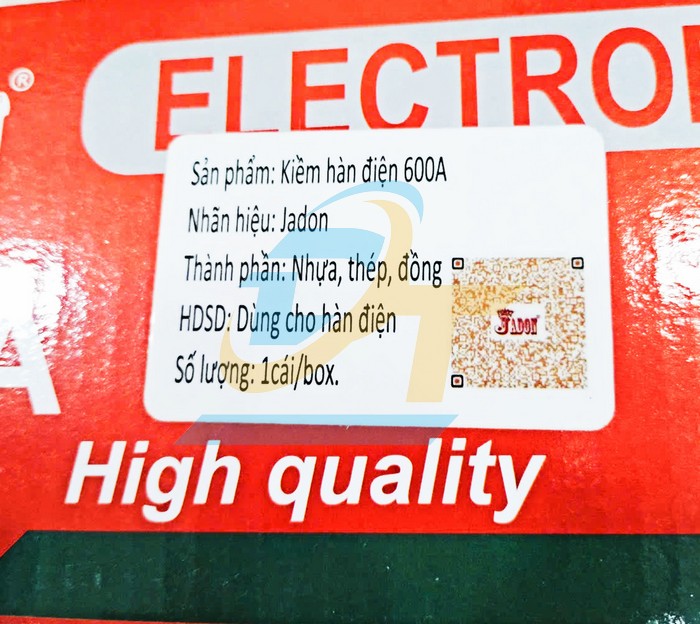 ®
ELECTROD
Sản phẩm: Kiềm hàn điện 600A
Nhãn hiệu: Jadon
Thành phần: Nhựa, thép, đồng
HDSD: Dùng cho hàn điện
Số lượng: 1cái/box.
JADON
A
High quality